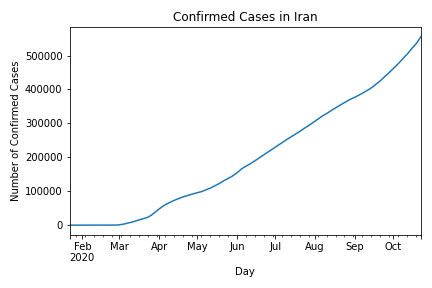 Confirmed Cases in Iran
Number of Confirmed Cases
500000
400000
300000
200000
100000
0
Feb Mar Apr May Jun Jul Aug Sep Oct
2020
Day